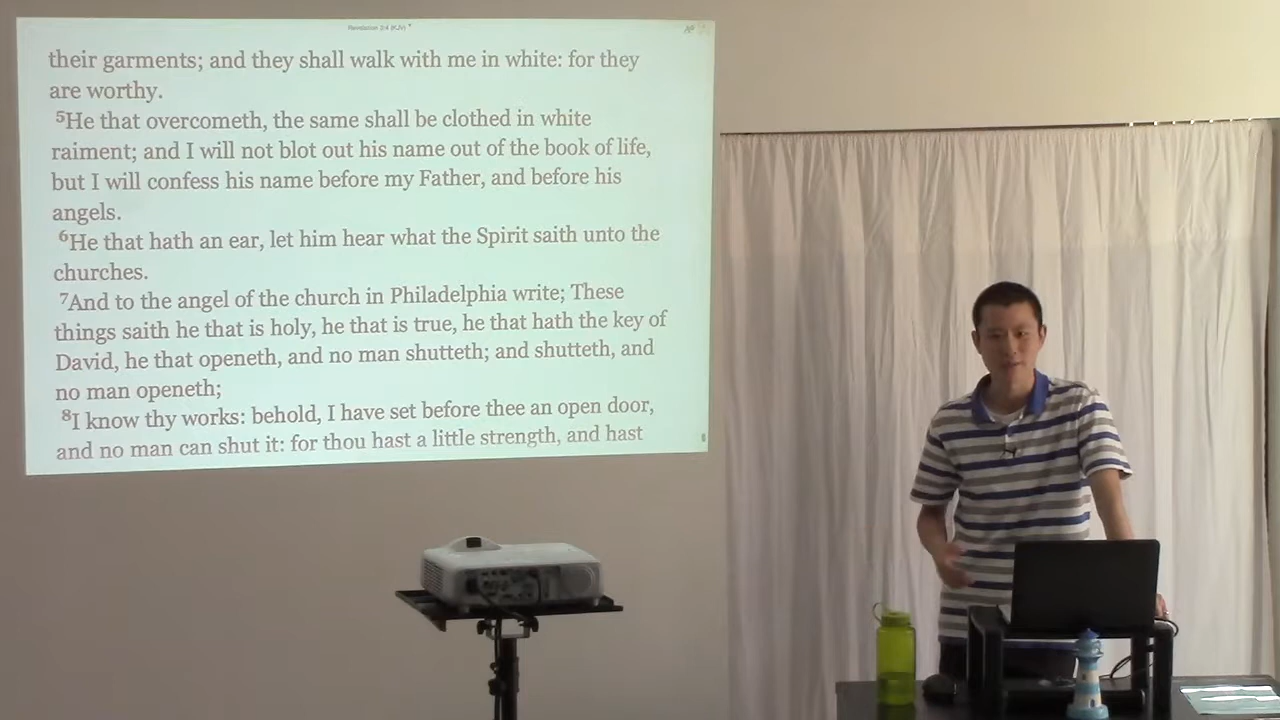 Revelation 3:4 (KJV)
their garments; and they shall walk with me in white: for they
are worthy.
5He that overcometh, the same shall be clothed in white
raiment; and I will not blot out his name out of the book of life,
but I will confess his name before my Father, and before his
angels.
6He that hath an ear, let him hear what the Spirit saith unto the
churches.
7And to the angel of the church in Philadelphia write; These
things saith he that is holy, he that is true, he that hath the key of
David, he that openeth, and no man shutteth; and shutteth, and
no man openeth;
8I know thy works: behold, I have set before thee an open door,
and no man can shut it: for thou hast a little strength, and hast